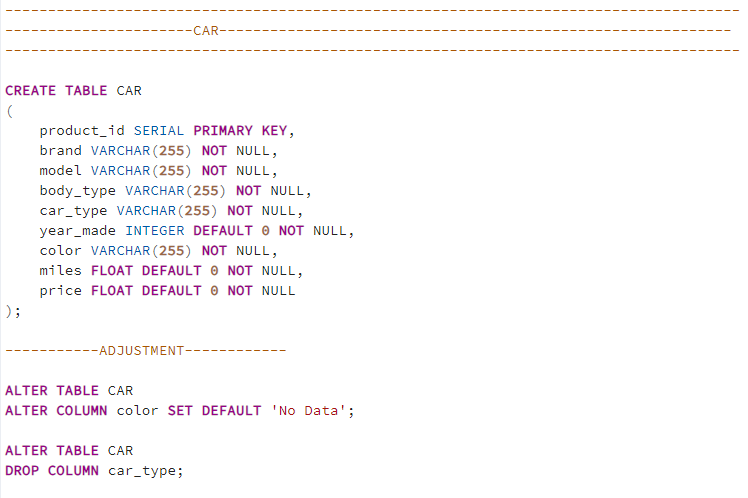 --------------------------------------------------------------------------------------
----------------------CAR------------------------------------------------------------
--------------------------------------------------------------------------------------
CREATE TABLE CAR
(
    product_id SERIAL PRIMARY KEY,
    brand VARCHAR(255) NOT NULL,
    model VARCHAR(255) NOT NULL,
    body_type VARCHAR(255) NOT NULL,
    car_type VARCHAR(255) NOT NULL,
    year_made INTEGER DEFAULT 0 NOT NULL,
    color VARCHAR(255) NOT NULL,
    miles FLOAT DEFAULT 0 NOT NULL,
    price FLOAT DEFAULT 0 NOT NULL
);
-----------ADJUSTMENT------------
ALTER TABLE CAR
ALTER COLUMN color SET DEFAULT 'No Data';
ALTER TABLE CAR
DROP COLUMN car_type;